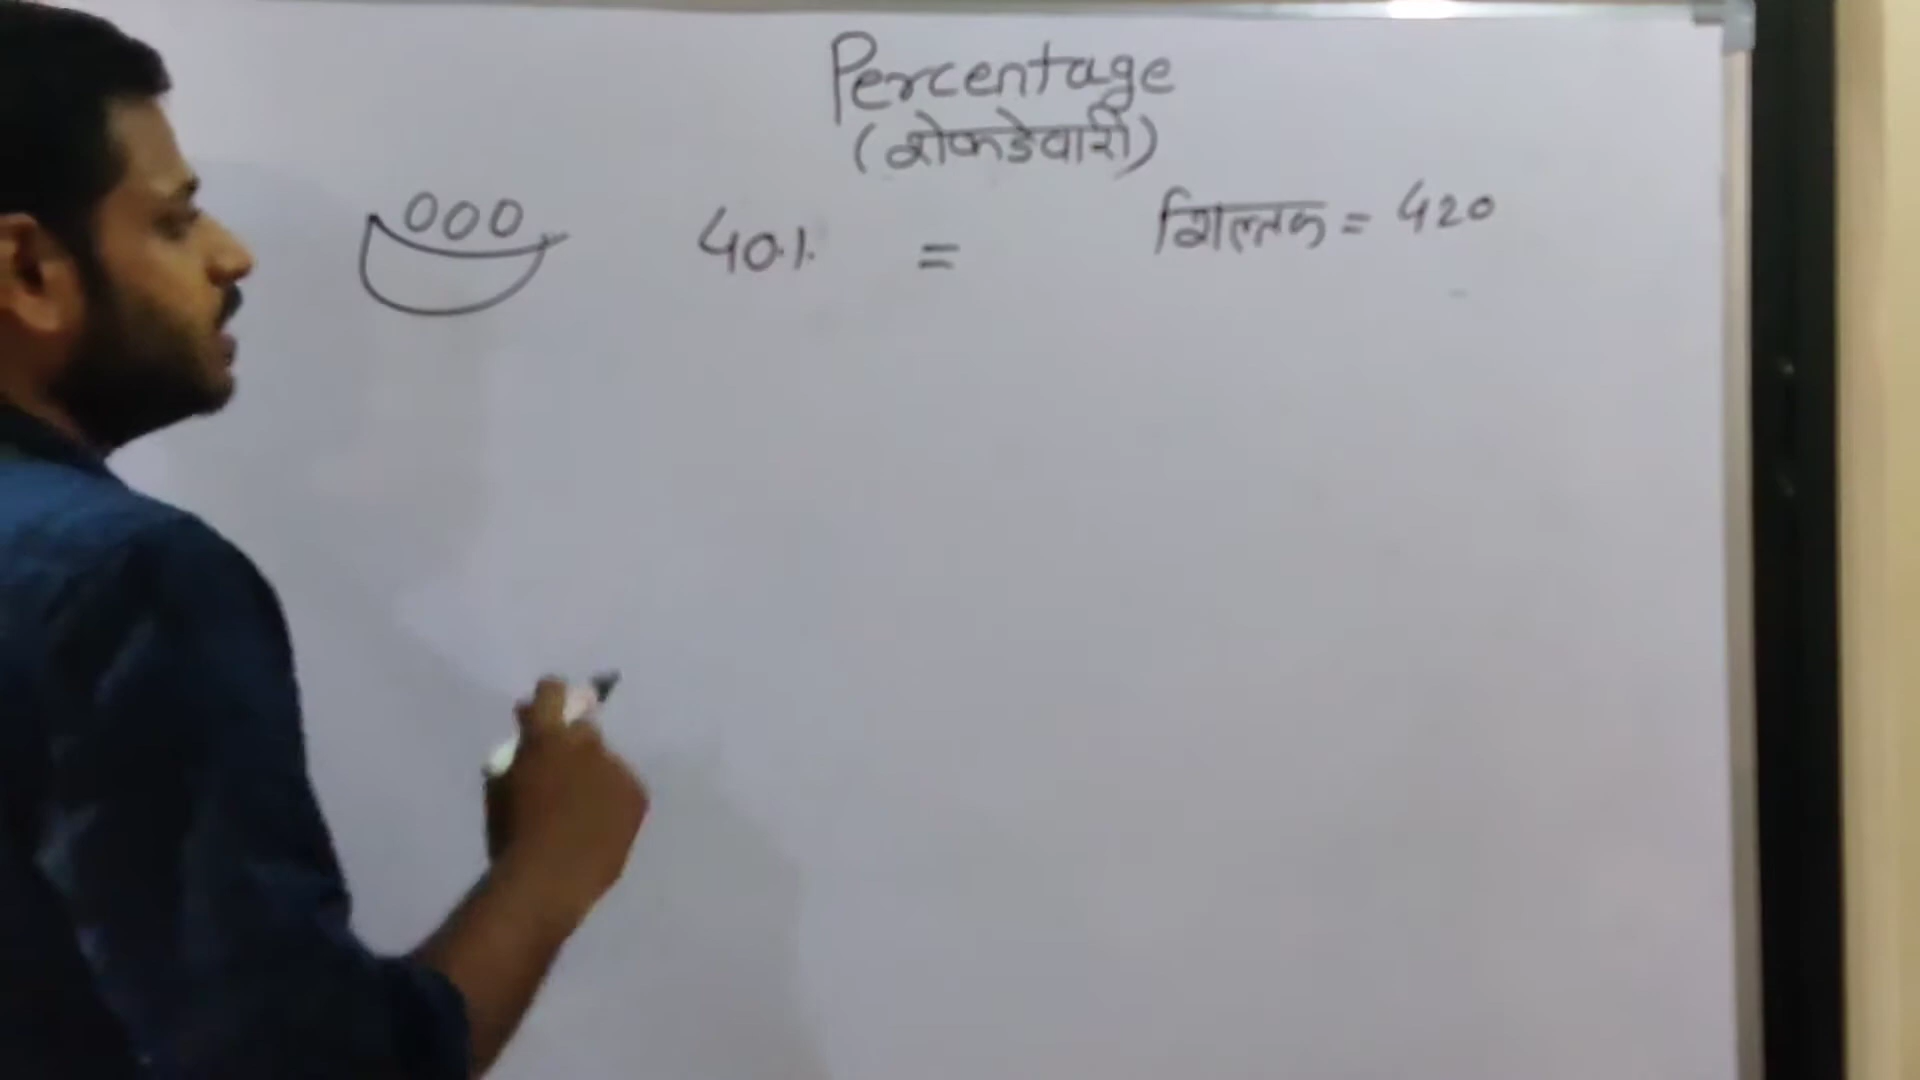 Percentage
(शेकडेवारी)
000 40% = शिल्लक = 420